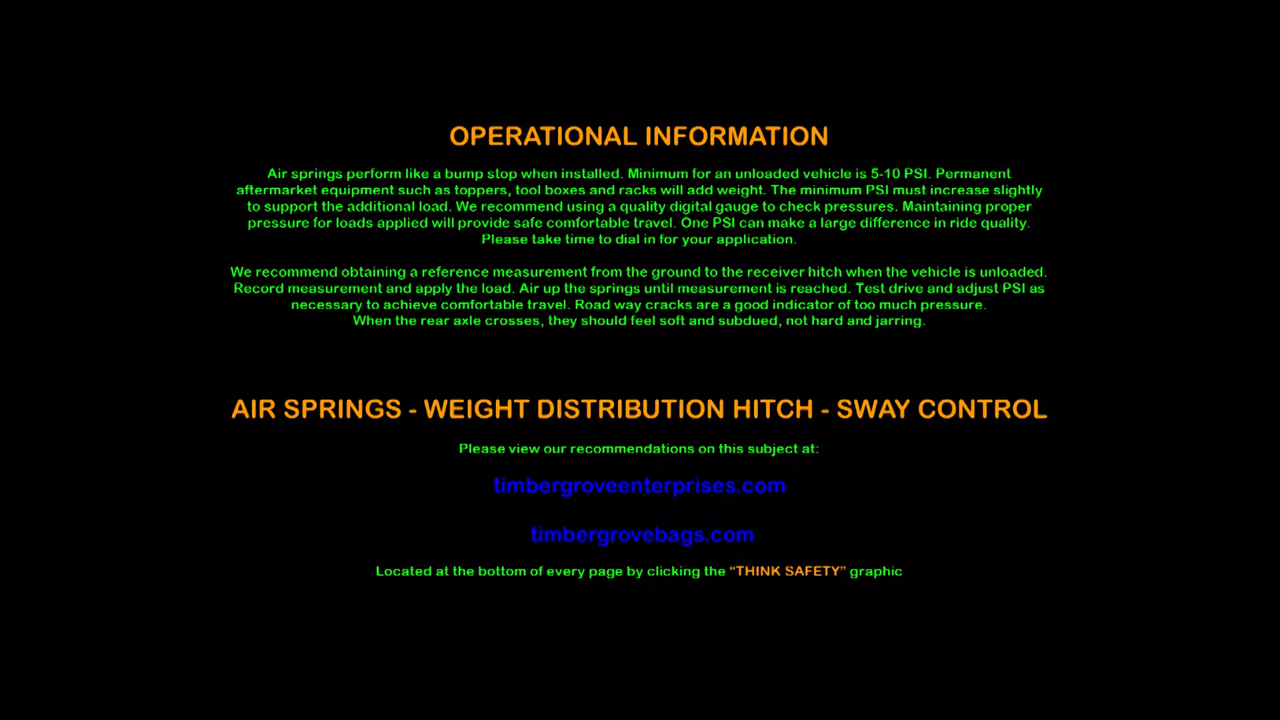 OPERATIONAL INFORMATION
Air springs perform like a bump stop when installed. Minimum for an unloaded vehicle is 5-10 PSI. Permanent
aftermarket equipment such as toppers, tool boxes and racks will add weight. The minimum PSI must increase slightly
to support the additional load. We recommend using a quality digital gauge to check pressures. Maintaining proper
pressure for loads applied will provide safe comfortable travel. One PSI can make a large difference in ride quality.
Please take time to dial in for your application.
We recommend obtaining a reference measurement from the ground to the receiver hitch when the vehicle is unloaded.
Record measurement and apply the load. Air up the springs until measurement is reached. Test drive and adjust PSI as
necessary to achieve comfortable travel. Road way cracks are a good indicator of too much pressure.
When the rear axle crosses, they should feel soft and subdued, not hard and jarring.
AIR SPRINGS - WEIGHT DISTRIBUTION HITCH - SWAY CONTROL
Please view our recommendations on this subject at:
timbergroveenterprises.com
timbergrovebags.com
Located at the bottom of every page by clicking the “THINK SAFETY” graphic